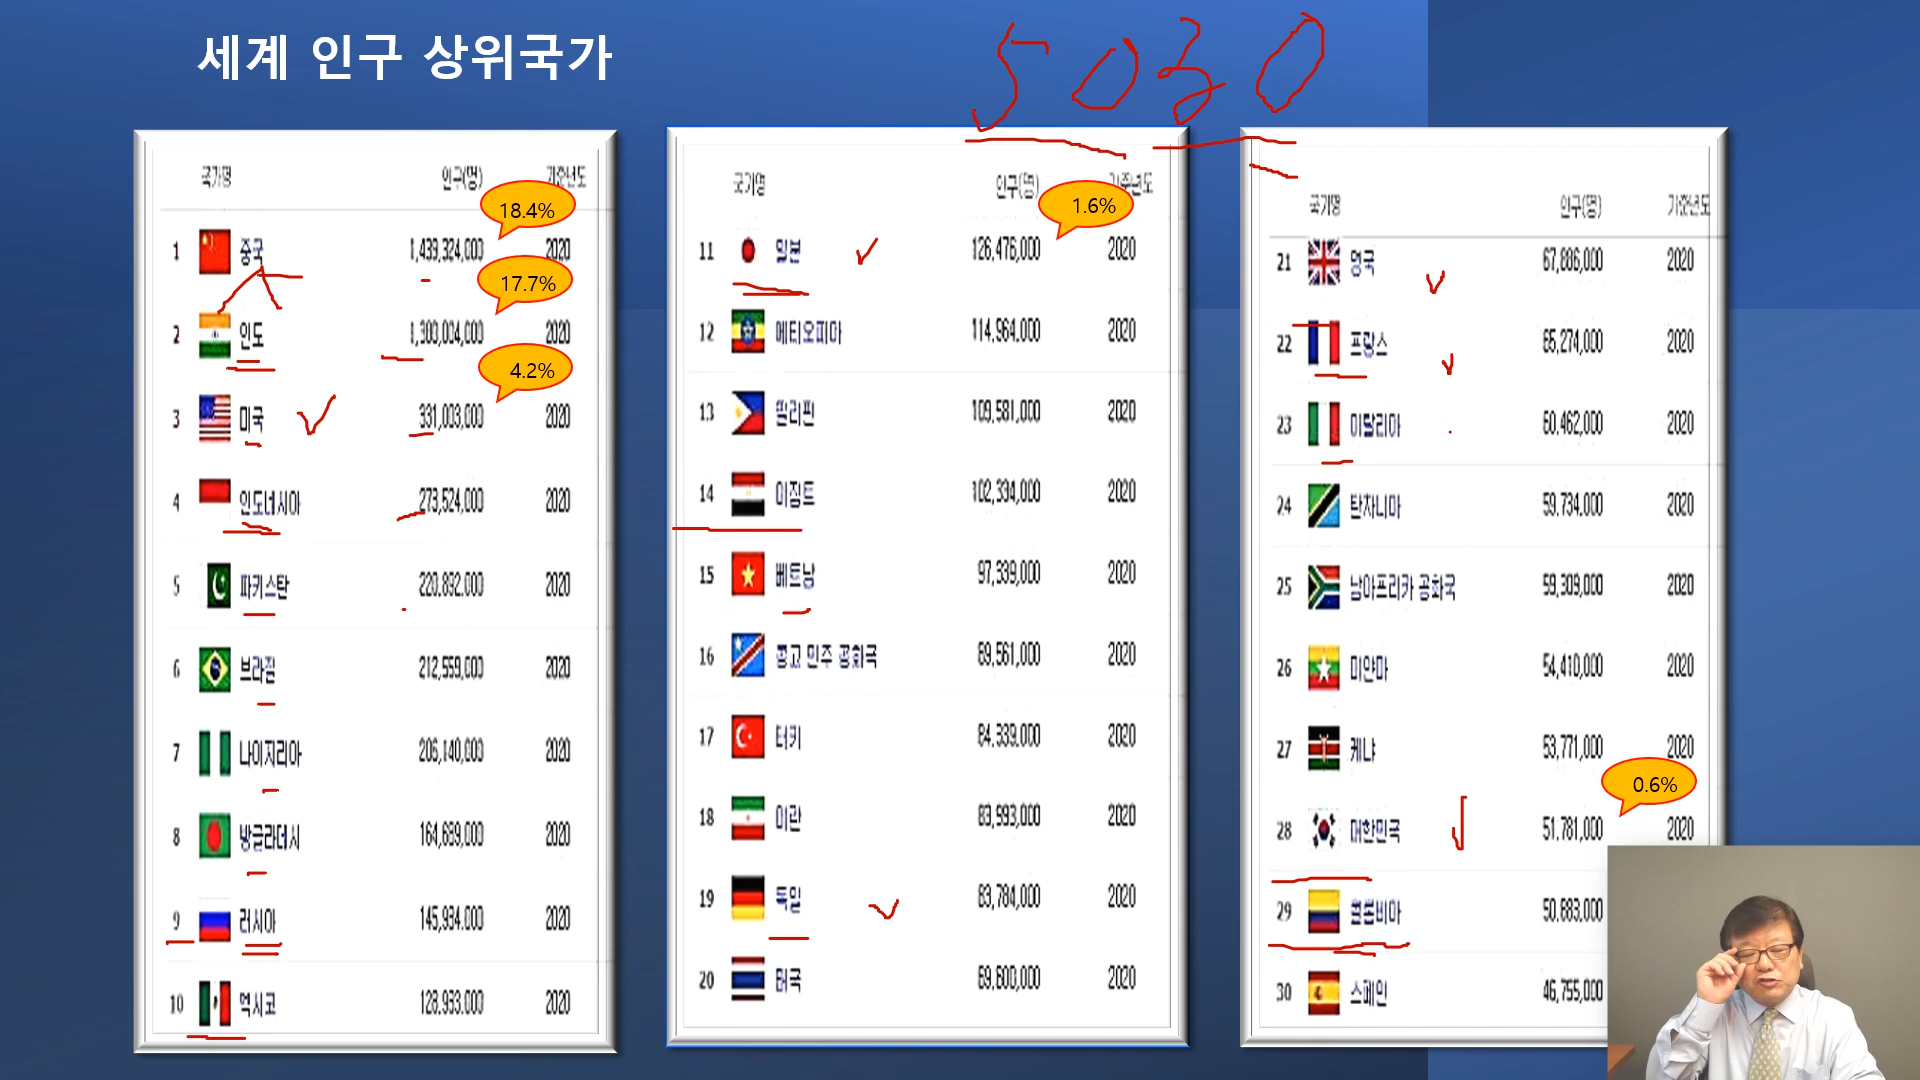 세계 인구 상위국가
5030
국가명 인구(명) 기준년도
18.4%
1 중국 1,439,324,000 2020
17.7%
2 인도 1,380,004,000 2020
4.2%
3 미국 331,003,000 2020
4 인도네시아 273,524,000 2020
5 파키스탄 220,892,000 2020
6 브라질 212,559,000 2020
7 나이지리아 206,140,000 2020
8 방글라데시 164,689,000 2020
9 러시아 145,934,000 2020
10 멕시코 128,933,000 2020
국가명 인구(명) 기준년도
1.6%
11 일본 126,476,000 2020
12 에티오피아 114,964,000 2020
13 필리핀 109,581,000 2020
14 이집트 102,334,000 2020
15 베트남 97,339,000 2020
16 콩고 민주 공화국 89,561,000 2020
17 터키 84,339,000 2020
18 이란 83,993,000 2020
19 독일 83,784,000 2020
20 태국 69,800,000 2020
국가명 인구(명) 기준년도
21 영국 67,886,000 2020
22 프랑스 65,274,000 2020
23 이탈리아 60,462,000 2020
24 탄자니아 59,734,000 2020
25 남아프리카 공화국 59,309,000 2020
26 미얀마 54,410,000 2020
27 케냐 53,771,000 2020
0.6%
28 대한민국 51,781,000 2020
29 콜롬비아 50,883,000
30 스페인 46,755,000